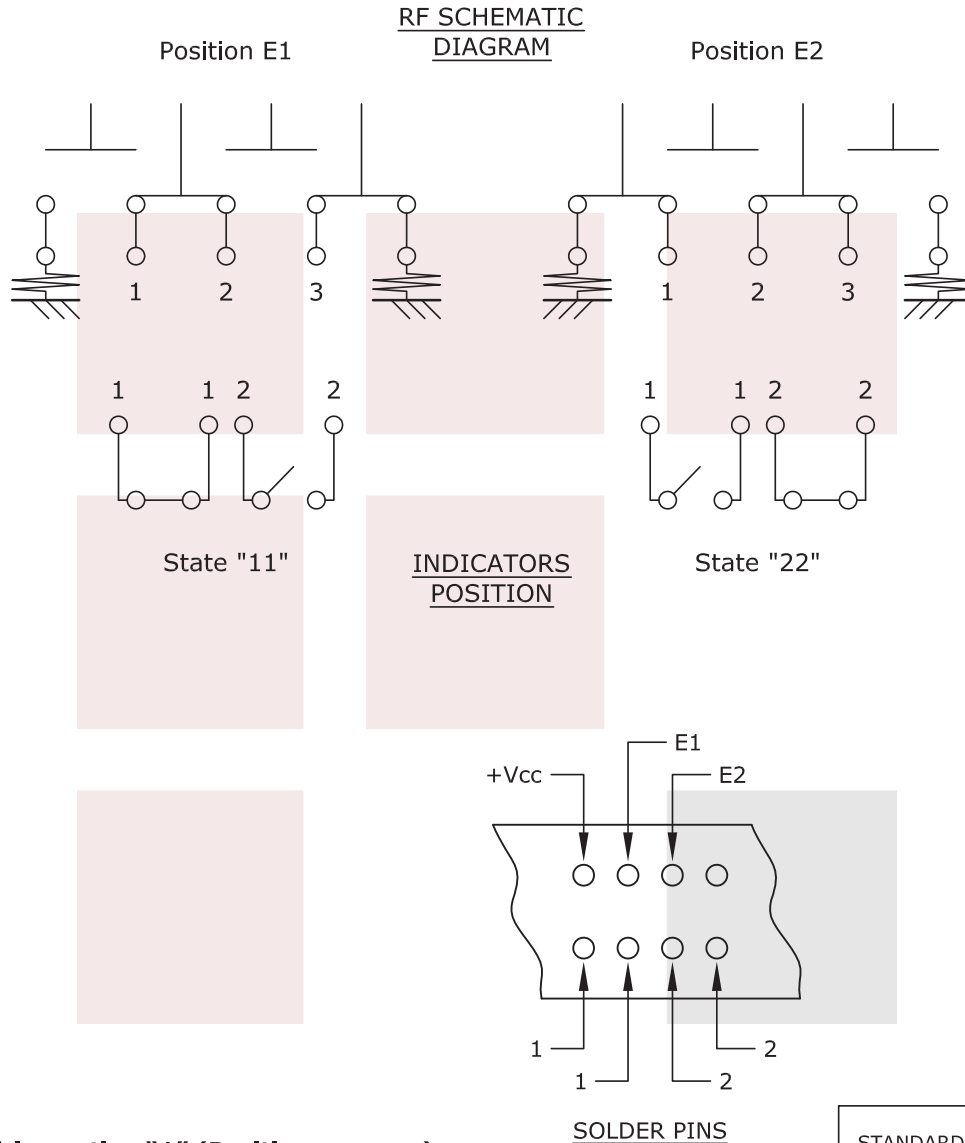 RF SCHEMATIC
DIAGRAM
Position E1
Position E2
1 2 3
1 2 3
1 1 2 2
1 1 2 2
State "11"
INDICATORS
POSITION
State "22"
E1
+Vcc
E2
1
2
1
2
SOLDER PINS
STANDARD